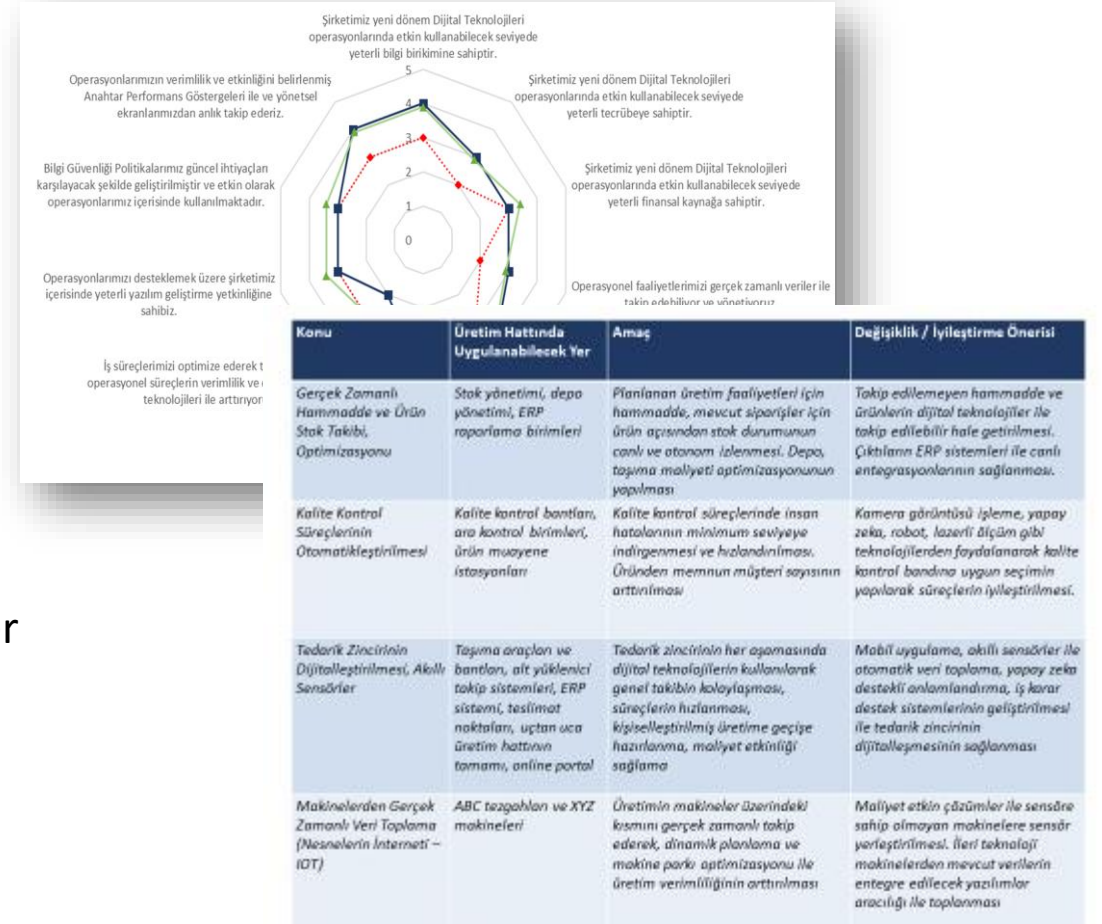 Şirketimiz yeni dönem Dijital Teknolojileri
operasyonlarında etkin kullanabilecek seviyede
yeterli bilgi birikimine sahiptir.
Şirketimiz yeni dönem Dijital Teknolojileri
operasyonlarında etkin kullanabilecek seviyede
yeterli tecrübeye sahiptir.
Şirketimiz yeni dönem Dijital Teknolojileri
operasyonlarında etkin kullanabilecek seviyede
yeterli finansal kaynağa sahiptir.
Operasyonel faaliyetlerimizi gerçek zamanlı veriler ile
takip edebiliyor ve yönetiyoruz
Operasyonlarımızın verimlilik ve etkinliğini belirlenmiş
Anahtar Performans Göstergeleri ile ve yönetsel
ekranlarımızdan anlık takip ederiz.
Bilgi Güvenliği Politikalarımız güncel ihtiyaçları
karşılayacak şekilde geliştirilmiştir ve etkin olarak
operasyonlarımız içerisinde kullanılmaktadır.
Operasyonlarımızı desteklemek üzere şirketimiz
içerisinde yeterli yazılım geliştirme yetkinliğine
sahibiz.
İş süreçlerimizi optimize ederek t
operasyonel süreçlerin verimlilik ve
teknolojileri ile arttırıyor
5
4
3
2
1
0
r
Konu
Üretim Hattında
Uygulanabilecek Yer
Amaç
Değişiklik / İyileştirme Önerisi
Gerçek Zamanlı
Hammadde ve Ürün
Stok Takibi,
Optimizasyonu
Stok yönetimi, depo
yönetimi, ERP
raporlama birimleri
Planlanan üretim faaliyetleri için
hammadde, mevcut siparişler için
ürün açısından stok durumunun
canlı ve otonom izlenmesi. Depo,
taşıma maliyeti optimizasyonunun
yapılması
Takip edilemeyen hammadde ve
ürünlerin dijital teknolojiler ile
takip edilebilir hale getirilmesi.
Çıktıların ERP sistemleri ile canlı
entegrasyonlarının sağlanması.
Kalite Kontrol
Süreçlerinin
Otomatikleştirilmesi
Kalite kontrol bantları,
ara kontrol birimleri,
ürün muayene
istasyonları
Kalite kontrol süreçlerinde insan
hatalarının minimum seviyeye
indirgenmesi ve hızlandırılması.
Üründen memnun müşteri sayısının
arttırılması
Kamera görüntüsü işleme, yapay
zeka, robot, lazerli ölçüm gibi
teknolojilerden faydalanarak kalite
kontrol bandına uygun seçimin
yapılarak süreçlerin iyileştirilmesi.
Tedarik Zincirinin
Dijitalleştirilmesi, Akıllı
Sensörler
Taşıma araçları ve
bantları, alt yüklenici
takip sistemleri, ERP
sistemi, teslimat
noktaları, uçtan uca
üretim hattının
tamamı, online portal
Tedarik zincirinin her aşamasında
dijital teknolojilerin kullanılarak
genel takibin kolaylaşması,
süreçlerin hızlanması,
kişiselleştirilmiş üretime geçişe
hazırlanma, maliyet etkinliği
sağlama
Mobil uygulama, akıllı sensörler ile
otomatik veri toplama, yapay zeka
destekli anlamlandırma, iş karar
destek sistemlerinin geliştirilmesi
ile tedarik zincirinin
dijitalleşmesinin sağlanması
Makinelerden Gerçek
Zamanlı Veri Toplama
(Nesnelerin İnterneti –
IOT)
ABC tezgahları ve XYZ
makineleri
Üretimin makineler üzerindeki
kısmını gerçek zamanlı takip
ederek, dinamik planlama ve
makine parkı optimizasyonu ile
üretim verimliliğinin arttırılması
Maliyet etkin çözümler ile sensöre
sahip olmayan makinelere sensör
yerleştirilmesi. İleri teknoloji
makinelerden mevcut verilerin
entegre edilecek yazılımlar
aracılığı ile toplanması